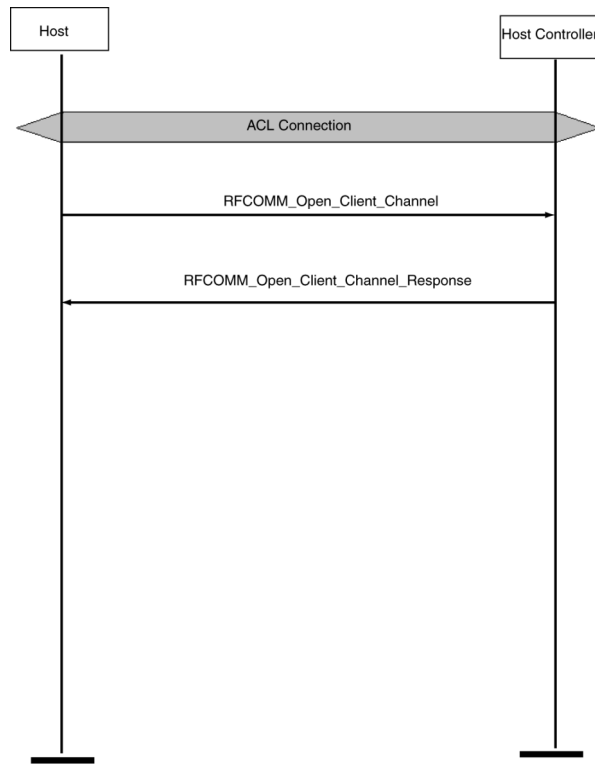 Host
Host Controller
ACL Connection
RFCOMM_Open_Client_Channel
RFCOMM_Open_Client_Channel_Response